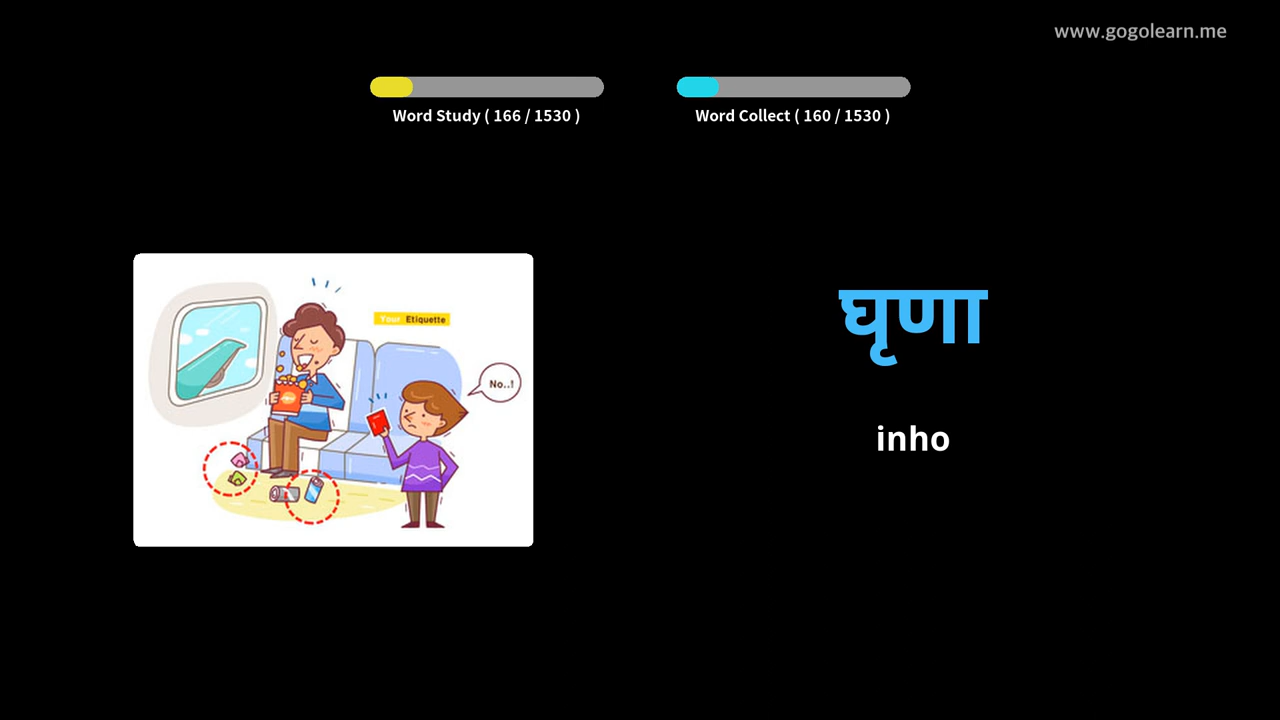 www.gogolearn.me
Word Study ( 166 / 1530 )
Word Collect ( 160 / 1530 )
Your Etiquette
No..!
घृणा
inho